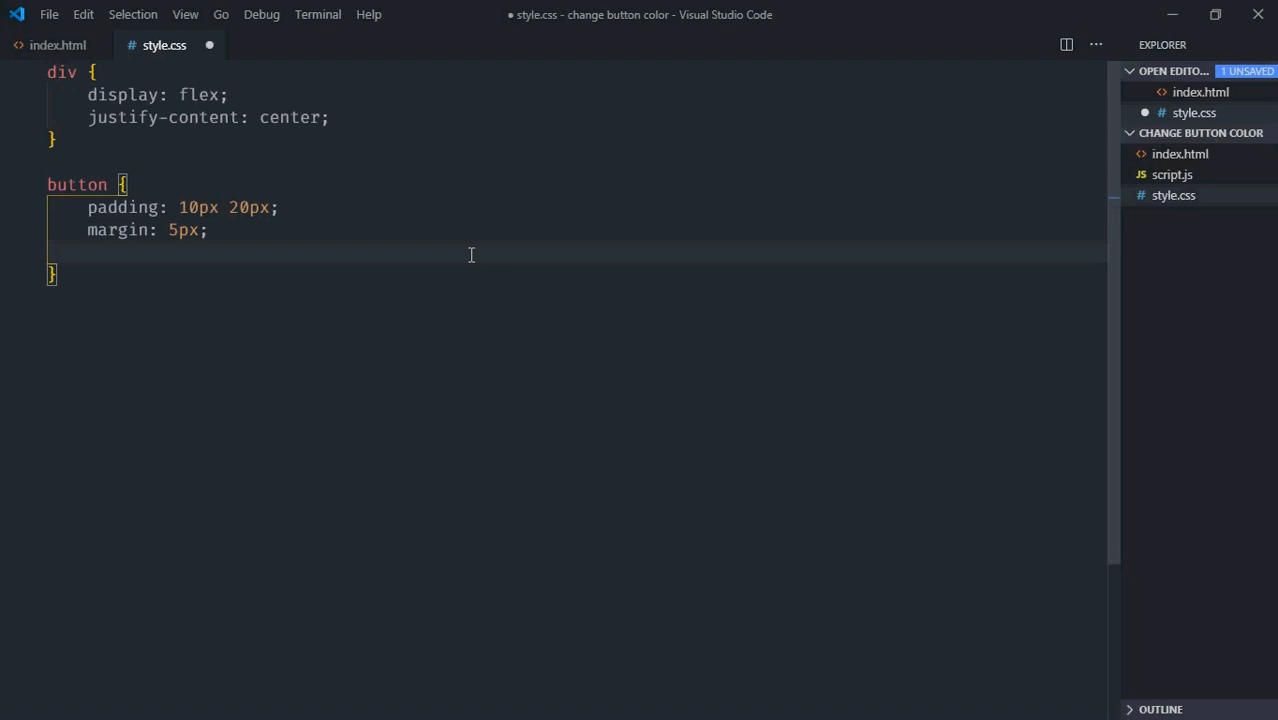 File Edit Selection View Go Debug Terminal Help
● style.css - change button color - Visual Studio Code
index.html
# style.css
EXPLORER
div {
display: flex;
justify-content: center;
}
button {
padding: 10px 20px;
margin: 5px;
}
OPEN EDITO... 1 UNSAVED
index.html
# style.css
CHANGE BUTTON COLOR
index.html
JS script.js
# style.css
OUTLINE